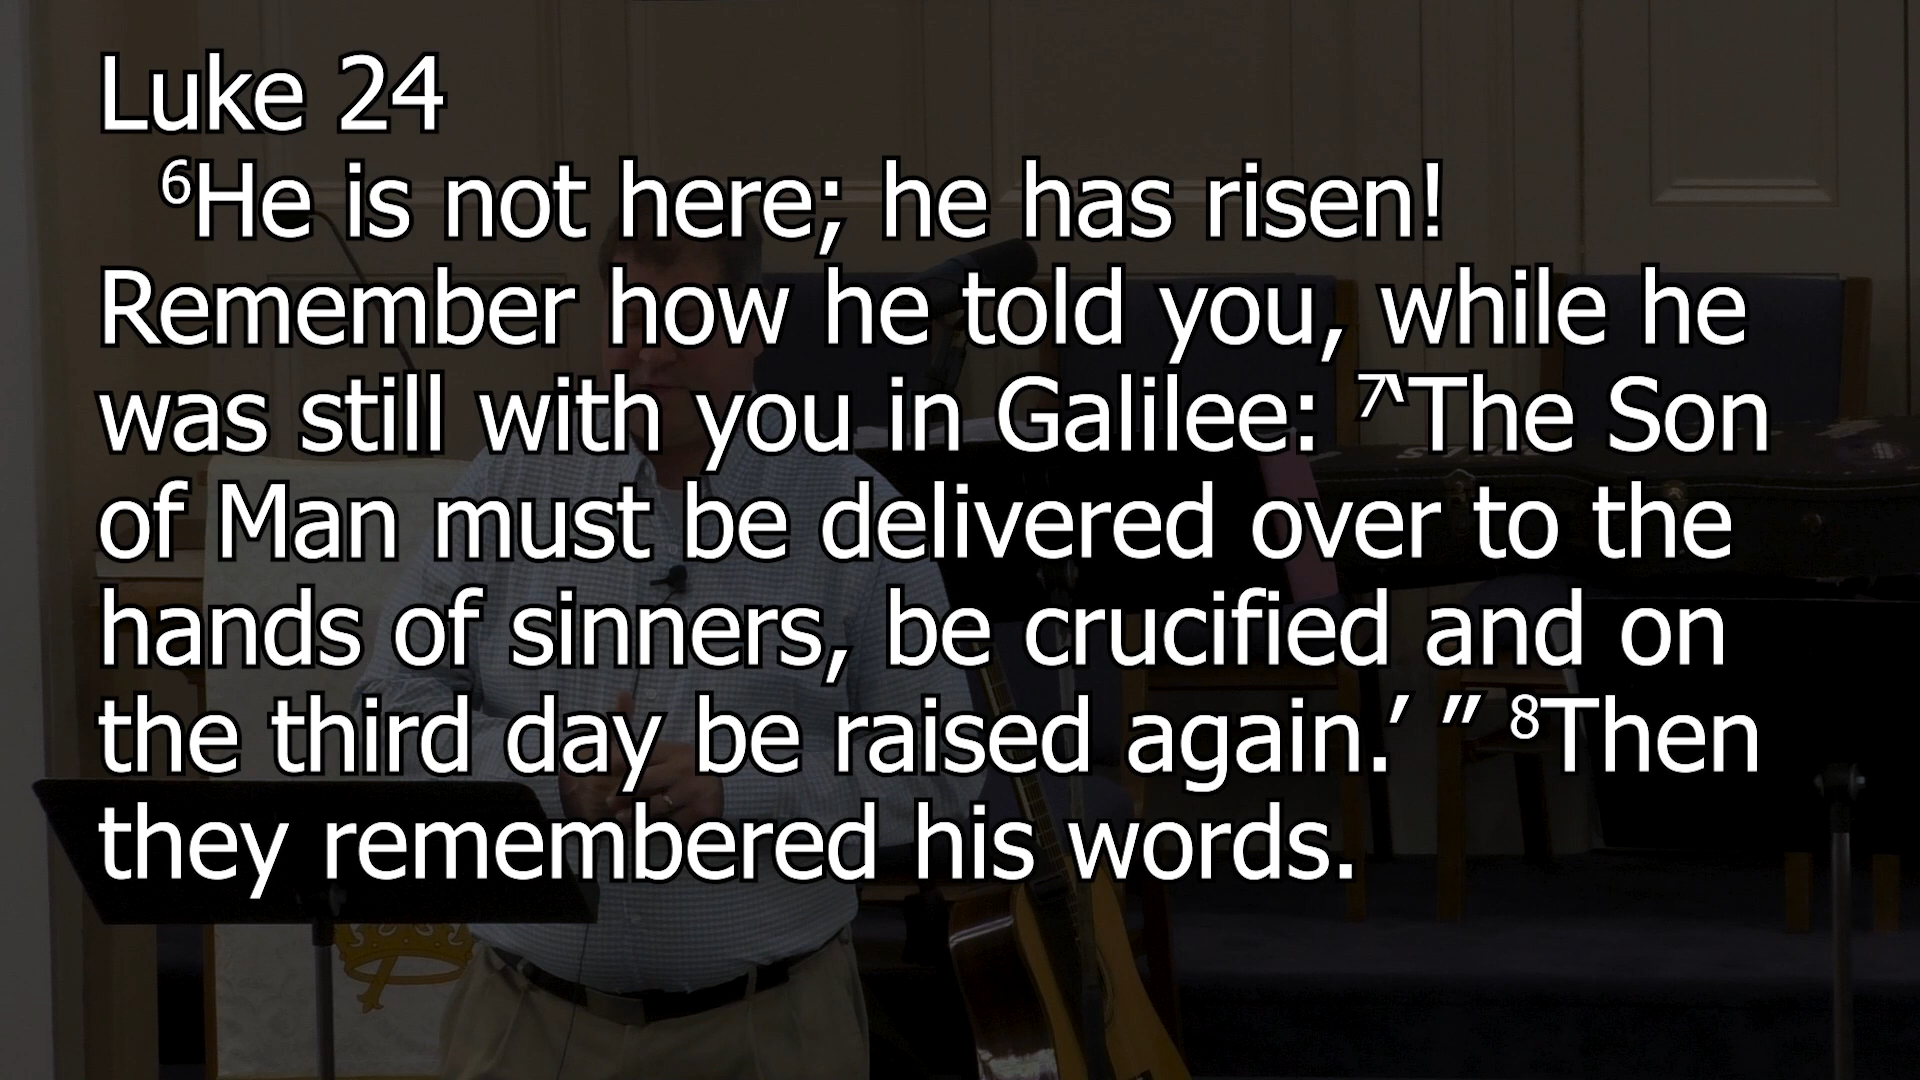 Luke 24
⁶He is not here; he has risen!
Remember how he told you, while he
was still with you in Galilee: ⁷‘The Son
of Man must be delivered over to the
hands of sinners, be crucified and on
the third day be raised again.’ ” ⁸Then
they remembered his words.